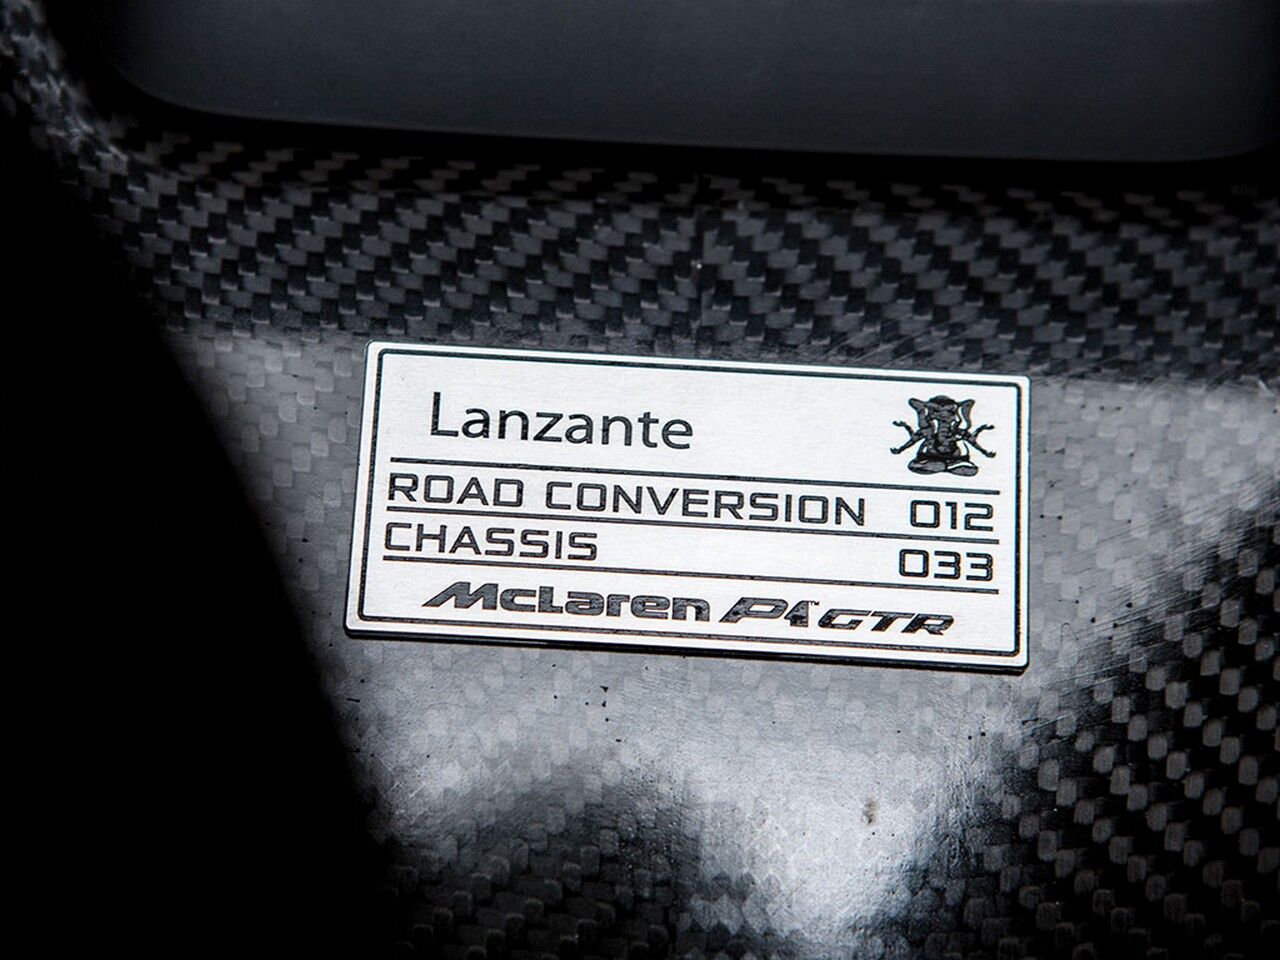 Lanzante
ROAD CONVERSION 012
CHASSIS 033
McLaren P1 GTR